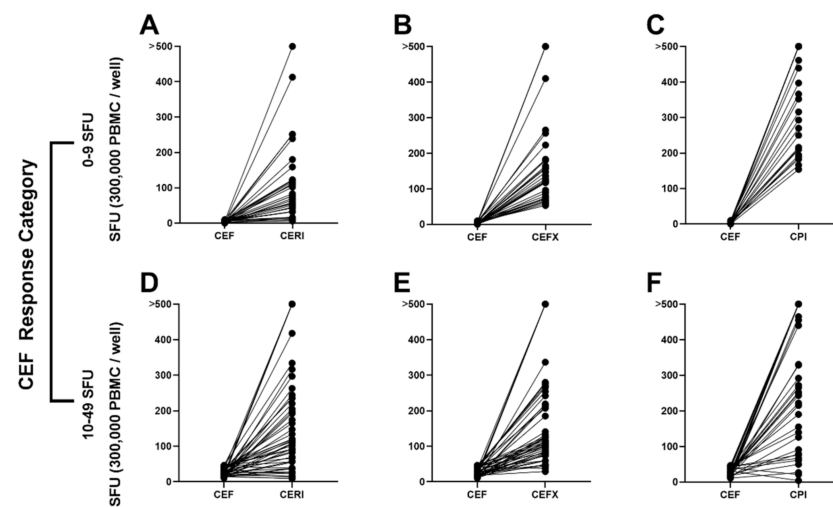 A
B
C
>500
400
300
200
100
0
CEF
CERI
>500
400
300
200
100
0
CEF
CEFX
>500
400
300
200
100
0
CEF
CPI
0-9 SFU
SFU (300,000 PBMC / well)
CEF Response Category
D
E
F
>500
400
300
200
100
0
CEF
CERI
>500
400
300
200
100
0
CEF
CEFX
>500
400
300
200
100
0
CEF
CPI
10-49 SFU
SFU (300,000 PBMC / well)